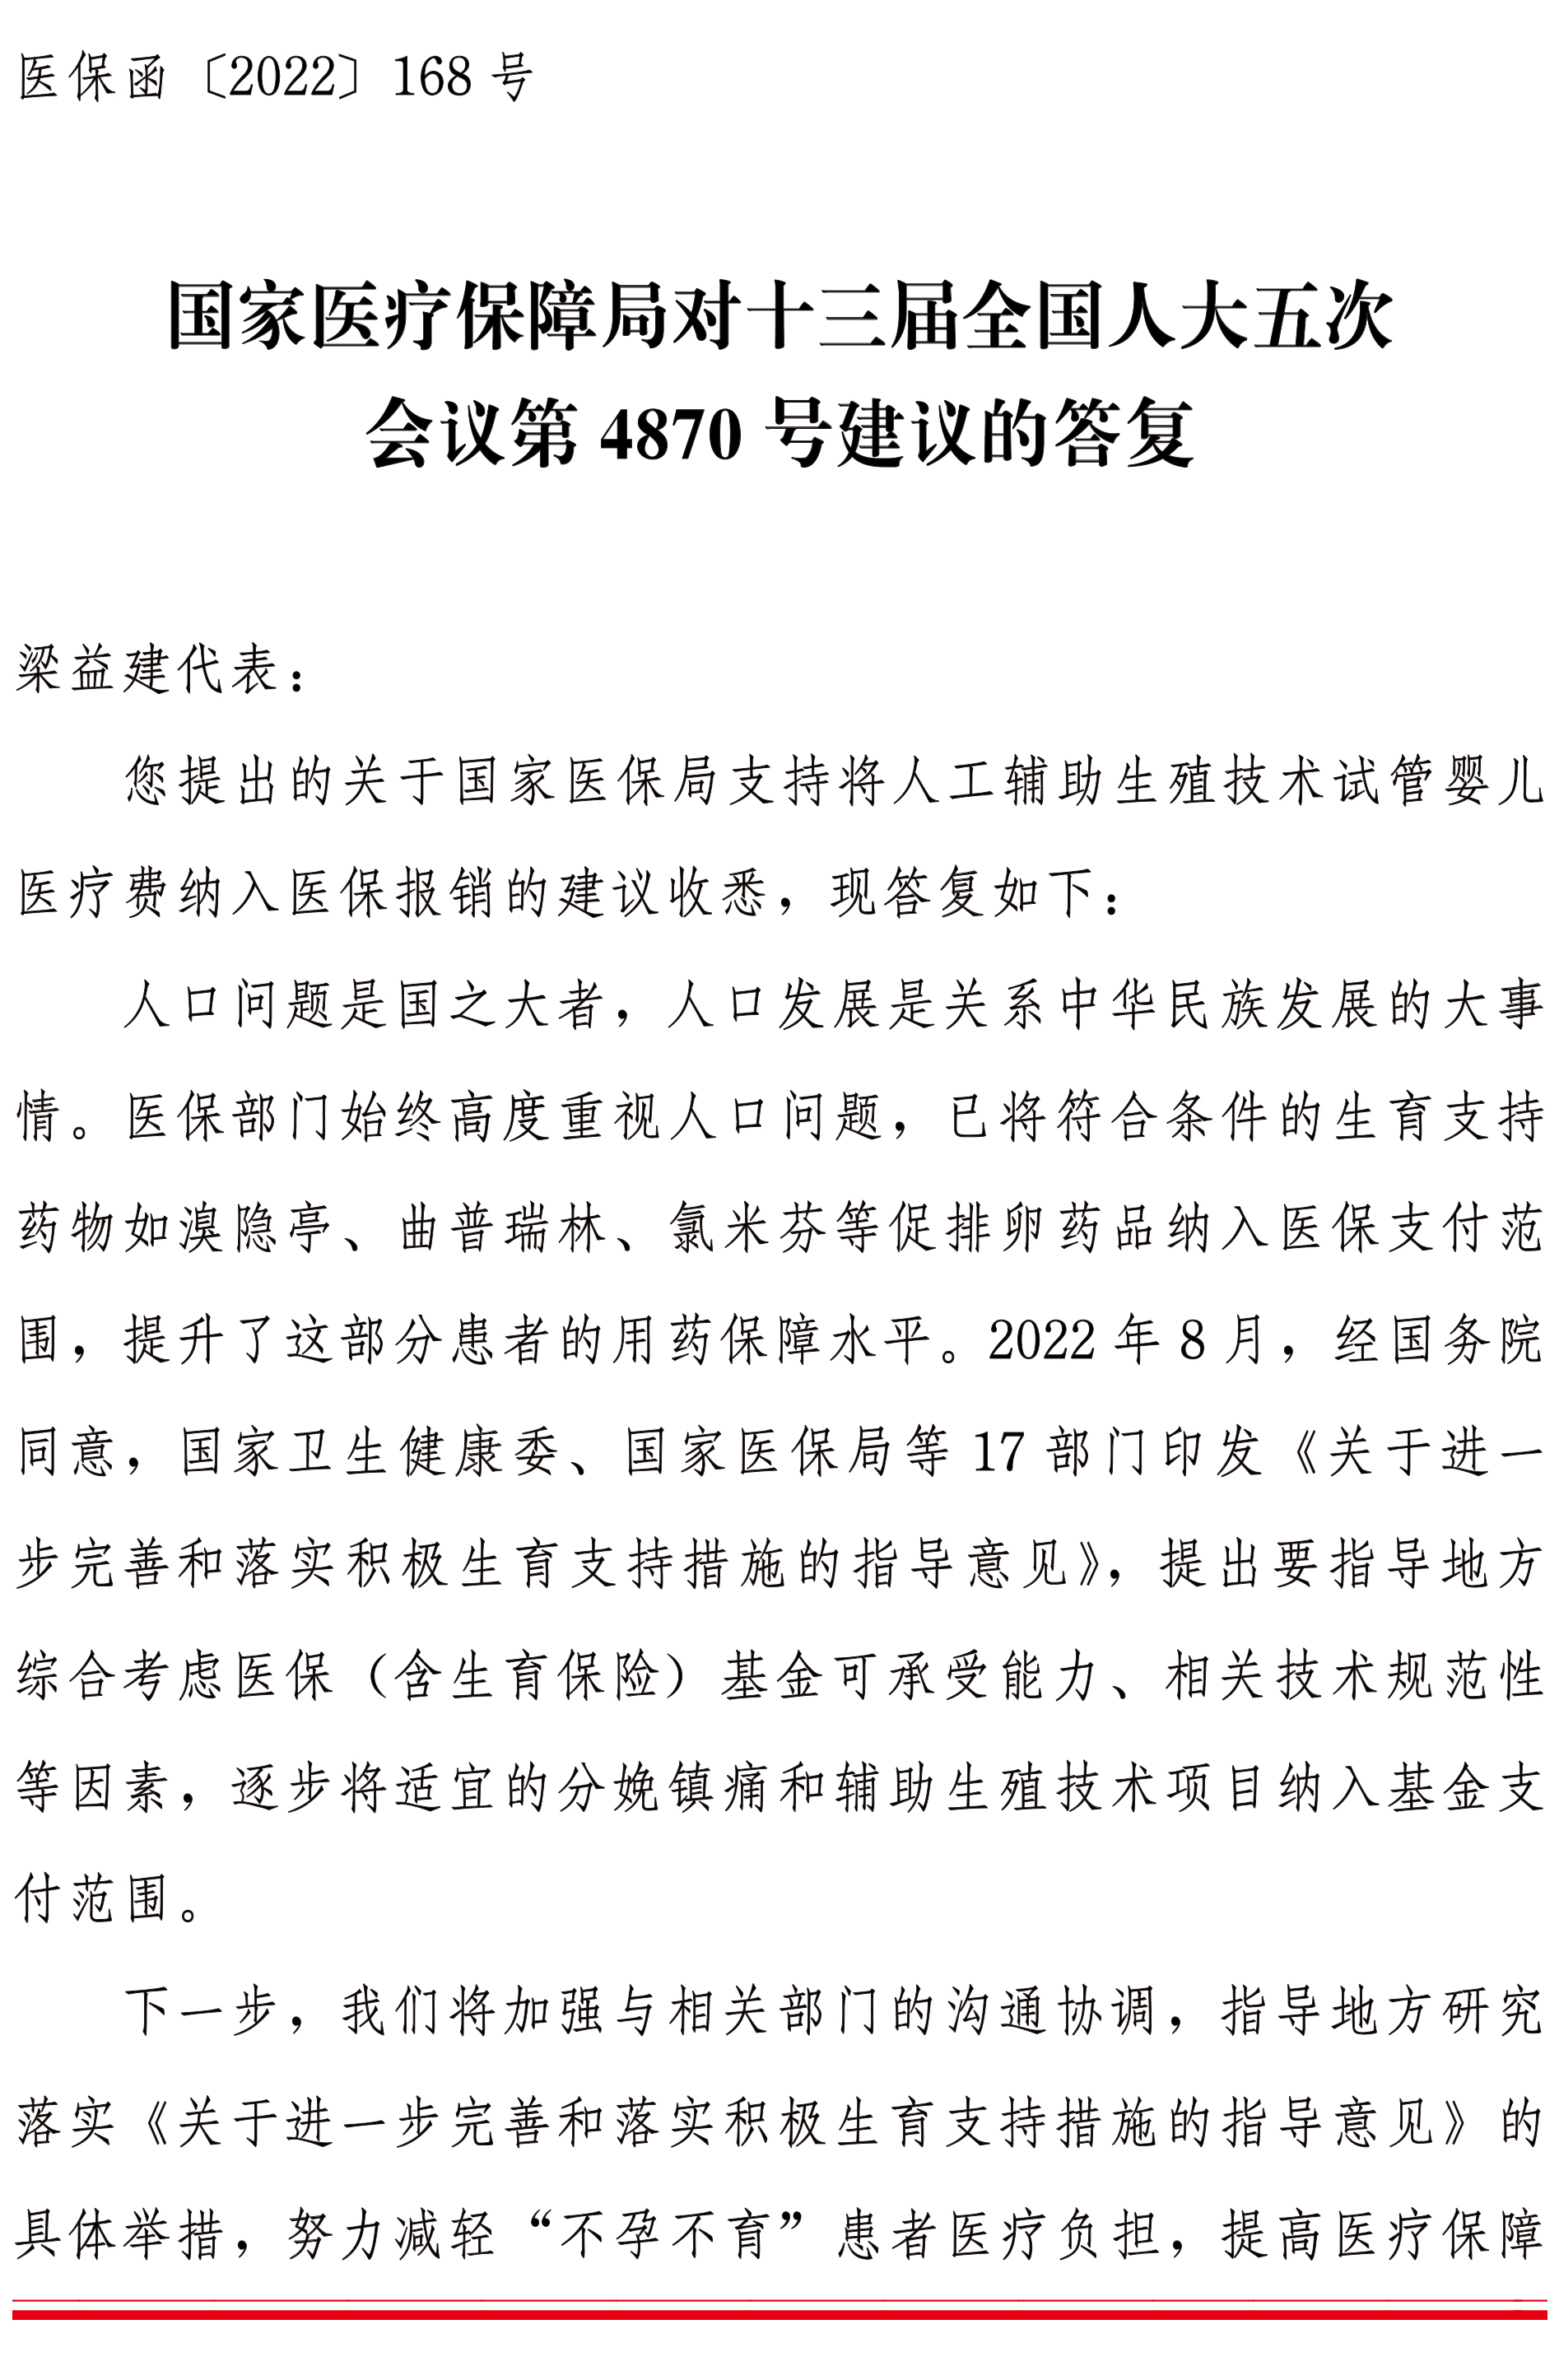 医保函〔2022〕168 号
国家医疗保障局对十三届全国人大五次
会议第 4870 号建议的答复
梁益建代表：
您提出的关于国家医保局支持将人工辅助生殖技术试管婴儿
医疗费纳入医保报销的建议收悉，现答复如下：
人口问题是国之大者，人口发展是关系中华民族发展的大事
情。医保部门始终高度重视人口问题，已将符合条件的生育支持
药物如溴隐亭、曲普瑞林、氯米芬等促排卵药品纳入医保支付范
围，提升了这部分患者的用药保障水平。2022 年 8 月，经国务院
同意，国家卫生健康委、国家医保局等 17 部门印发《关于进一
步完善和落实积极生育支持措施的指导意见》，提出要指导地方
综合考虑医保（含生育保险）基金可承受能力、相关技术规范性
等因素，逐步将适宜的分娩镇痛和辅助生殖技术项目纳入基金支
付范围。
下一步，我们将加强与相关部门的沟通协调，指导地方研究
落实《关于进一步完善和落实积极生育支持措施的指导意见》的
具体举措，努力减轻“不孕不育”患者医疗负担，提高医疗保障